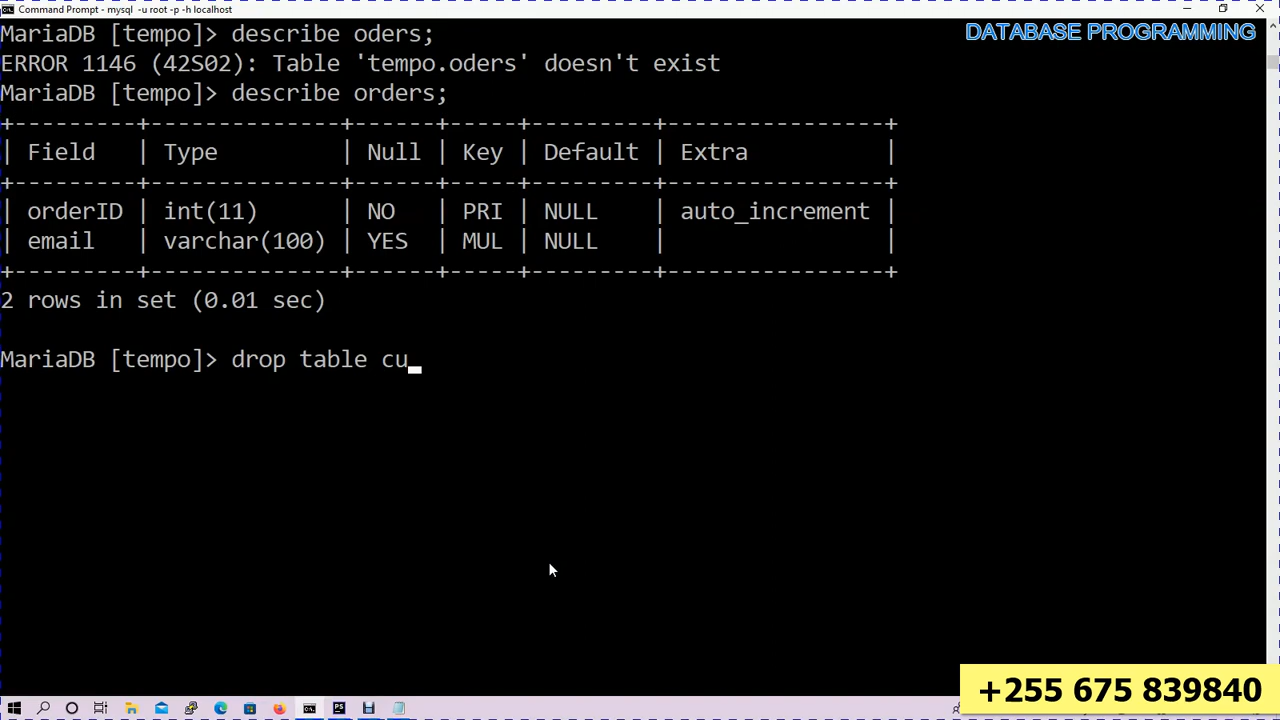 Command Prompt - mysql -u root -p -h localhost
MariaDB [tempo]> describe oders;
DATABASE PROGRAMMING
ERROR 1146 (42S02): Table 'tempo.oders' doesn't exist
MariaDB [tempo]> describe orders;
+---------+--------------+------+-----+---------+----------------+
| Field   | Type         | Null | Key | Default | Extra          |
+---------+--------------+------+-----+---------+----------------+
| orderID | int(11)      | NO   | PRI | NULL    | auto_increment |
| email   | varchar(100) | YES  | MUL | NULL    |                |
+---------+--------------+------+-----+---------+----------------+
2 rows in set (0.01 sec)
MariaDB [tempo]> drop table cu
+255 675 839840